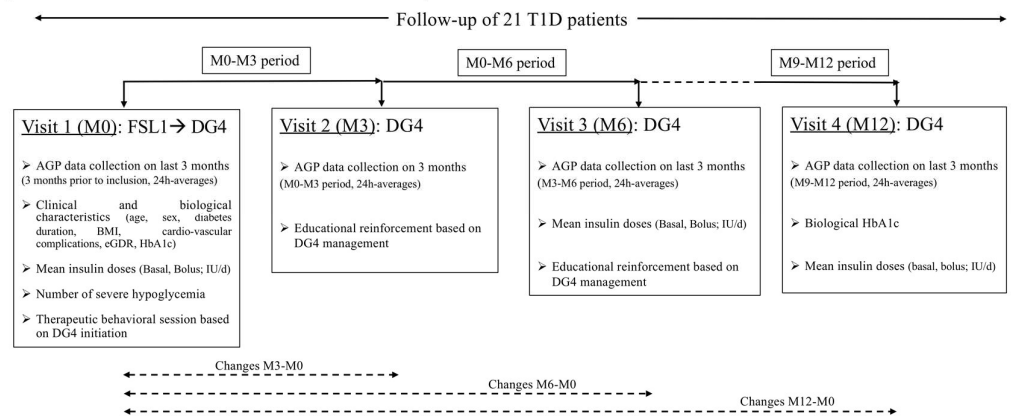 Follow-up of 21 T1D patients
M0-M3 period
M0-M6 period
M9-M12 period
Visit 1 (M0): FSL1→ DG4
➢ AGP data collection on last 3 months
(3 months prior to inclusion, 24h-averages)
➢ Clinical and biological
characteristics (age, sex, diabetes
duration, BMI, cardio-vascular
complications, eGDR, HbA1c)
➢ Mean insulin doses (Basal, Bolus; IU/d)
➢ Number of severe hypoglycemia
➢ Therapeutic behavioral session based
on DG4 initiation
Visit 2 (M3): DG4
➢ AGP data collection on 3 months
(M0-M3 period, 24h-averages)
➢ Educational reinforcement based on
DG4 management
Visit 3 (M6): DG4
➢ AGP data collection on last 3 months
(M3-M6 period, 24h-averages)
➢ Mean insulin doses (Basal, Bolus; IU/d)
➢ Educational reinforcement based on
DG4 management
Visit 4 (M12): DG4
➢ AGP data collection on last 3 months
(M9-M12 period, 24h-averages)
➢ Biological HbA1c
➢ Mean insulin doses (basal, bolus; IU/d)
Changes M3-M0
Changes M6-M0
Changes M12-M0